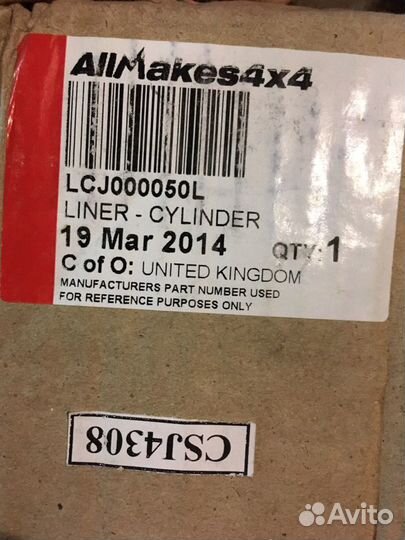 AllMakes4x4
LCJ000050L
LINER - CYLINDER
19 Mar 2014 QTY:1
C of O: UNITED KINGDOM
MANUFACTURERS PART NUMBER USED
FOR REFERENCE PURPOSES ONLY
CSJ4308
Avito